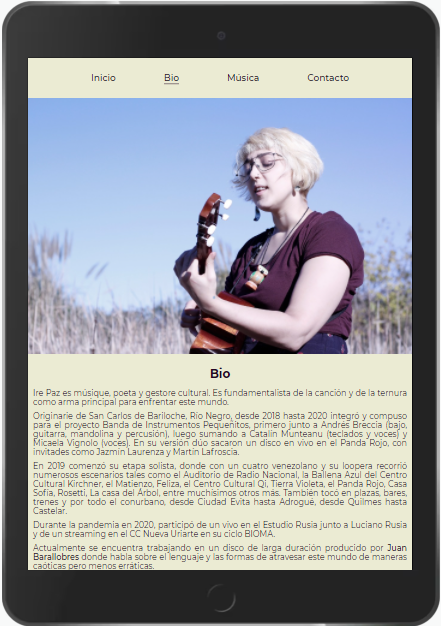 Inicio Bio Música Contacto
Bio
Ire Paz es músique, poeta y gestore cultural. Es fundamentalista de la canción y de la ternura
como arma principal para enfrentar este mundo.
Originarie de San Carlos de Bariloche, Río Negro, desde 2018 hasta 2020 integró y compuso
para el proyecto Banda de Instrumentos Pequeñitos, primero junto a Andrés Breccia (bajo,
guitarra, mandolina y percusión), luego sumando a Catalin Munteanu (teclados y voces) y
Micaela Vignolo (voces). En su versión dúo sacaron un disco en vivo en el Panda Rojo, con
invitades como Jazmín Laurenza y Martín Lafroscia.
En 2019 comenzó su etapa solista, donde con un cuatro venezolano y su loopera recorrió
numerosos escenarios tales como el Auditorio de Radio Nacional, la Ballena Azul del Centro
Cultural Kirchner, el Matienzo, Feliza, el Centro Cultural Qi, Tierra Violeta, el Panda Rojo, Casa
Sofía, Rosetti, La casa del Árbol, entre muchísimos otros más. También tocó en plazas, bares,
trenes y por todo el conurbano, desde Ciudad Evita hasta Adrogué, desde Quilmes hasta
Castelar.
Durante la pandemia en 2020, participó de un vivo en el Estudio Rusia junto a Luciano Rusia
y de un streaming en el CC Nueva Uriarte en su ciclo BIOMA.
Actualmente se encuentra trabajando en un disco de larga duración producido por Juan
Barallobres donde habla sobre el lenguaje y las formas de atravesar este mundo de maneras
caóticas pero menos erráticas.